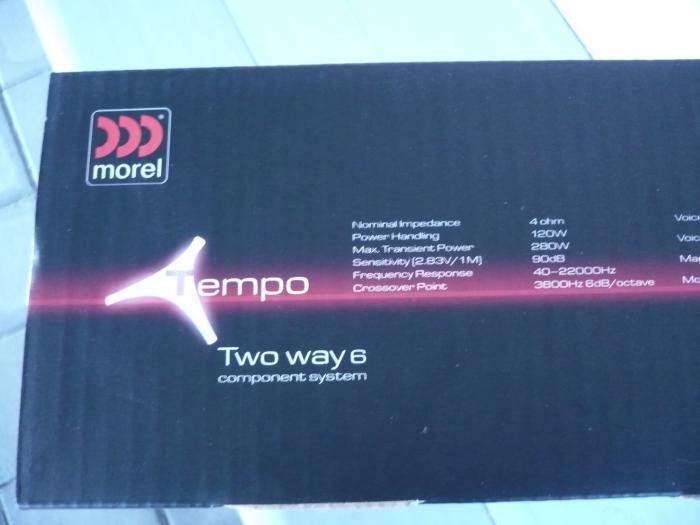 morel
Tempo
Two way 6
component system
Nominal Impedance 4 ohm
Power Handling 120W
Max. Transient Power 280W
Sensitivity (2.83V/1M) 90dB
Frequency Response 40-22000Hz
Crossover Point 3800Hz 6dB/octave